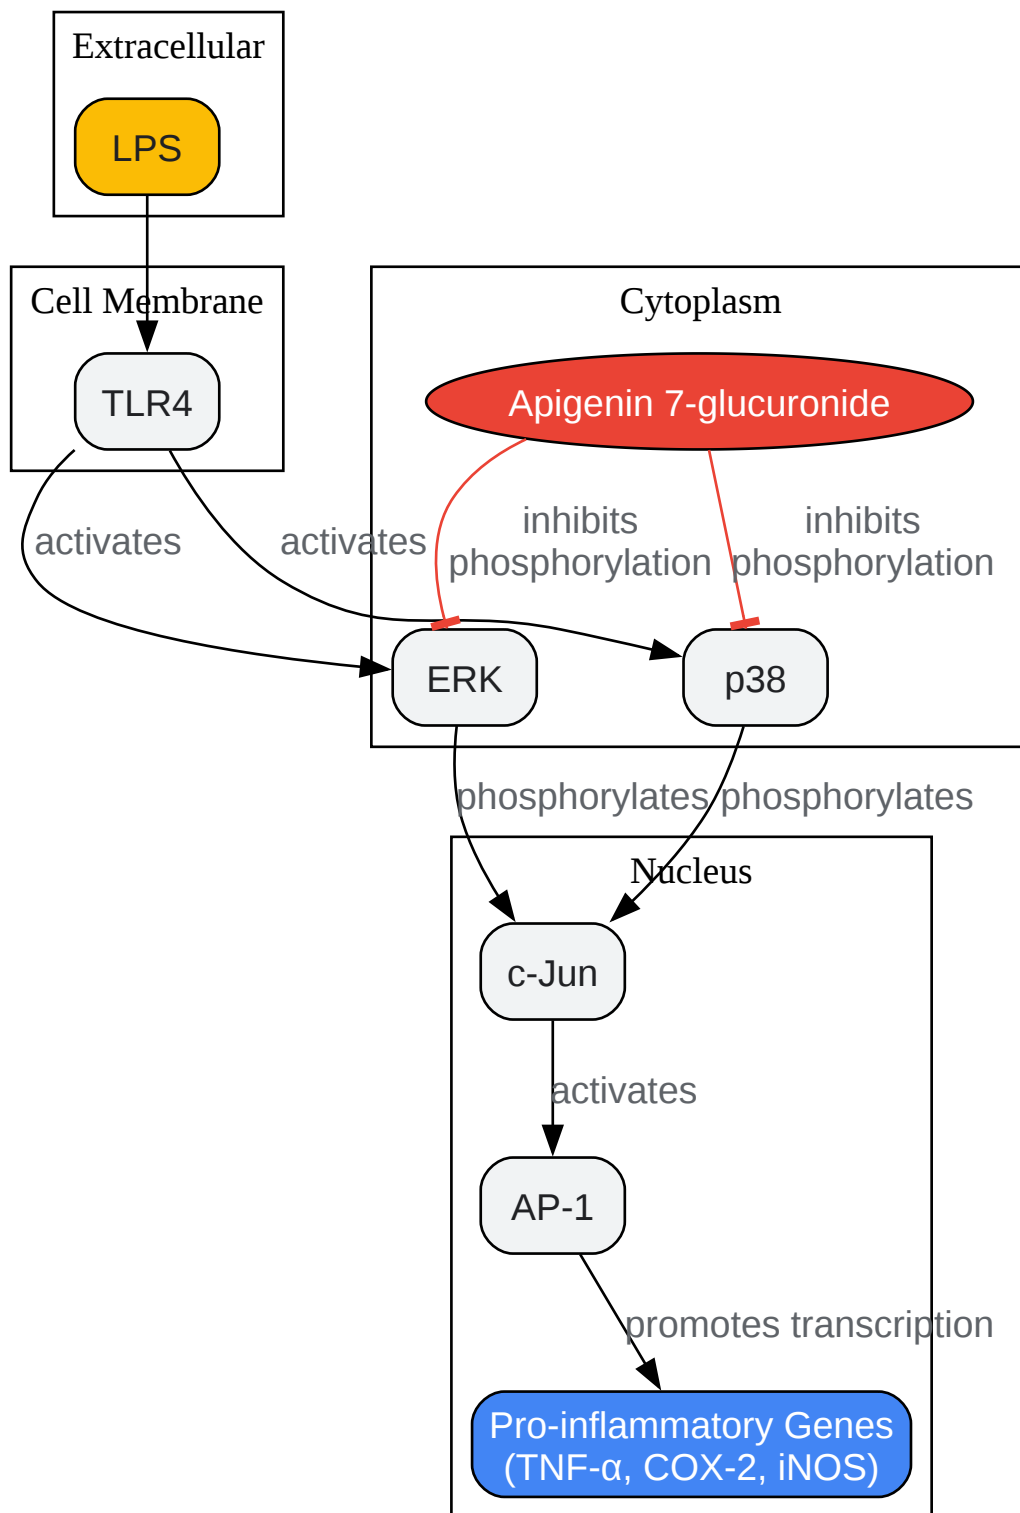 Extracellular
LPS
Cell Membrane
Cytoplasm
TLR4
Apigenin 7-glucuronide
activates
activates
inhibits
phosphorylation
inhibits
phosphorylation
ERK
p38
phosphorylates
phosphorylates
Nucleus
c-Jun
activates
AP-1
promotes transcription
Pro-inflammatory Genes
(TNF-α, COX-2, iNOS)